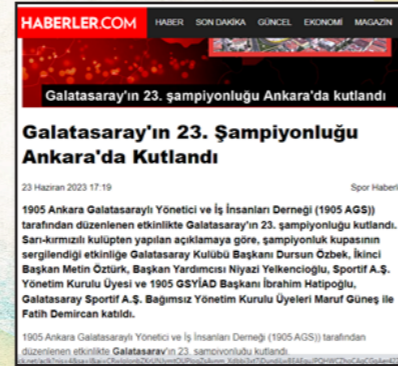 HABERLER.COM HABER SON DAKİKA GÜNCEL EKONOMİ MAGAZİN
Galatasaray'ın 23. şampiyonluğu Ankara'da kutlandı
Galatasaray'ın 23. Şampiyonluğu
Ankara'da Kutlandı
23 Haziran 2023 17:19 Spor Haberl
1905 Ankara Galatasaraylı Yönetici ve İş İnsanları Derneği (1905 AGS))
tarafından düzenlenen etkinlikte Galatasaray'ın 23. şampiyonluğu kutlandı.
Sarı-kırmızılı kulüpten yapılan açıklamaya göre, şampiyonluk kupasının
sergilendiği etkinliğe Galatasaray Kulübü Başkanı Dursun Özbek, İkinci
Başkan Metin Öztürk, Başkan Yardımcısı Niyazi Yelkencioğlu, Sportif A.Ş.
Yönetim Kurulu Üyesi ve 1905 GSYİAD Başkanı İbrahim Hatipoğlu,
Galatasaray Sportif A.Ş. Bağımsız Yönetim Kurulu Üyeleri Maruf Güneş ile
Fatih Demircan katıldı.
1905 Ankara Galatasaraylı Yönetici ve İş İnsanları Derneği (1905 AGS)) tarafından
düzenlenen etkinlikte Galatasaray'ın 23. şampiyonluğu kutlandı.